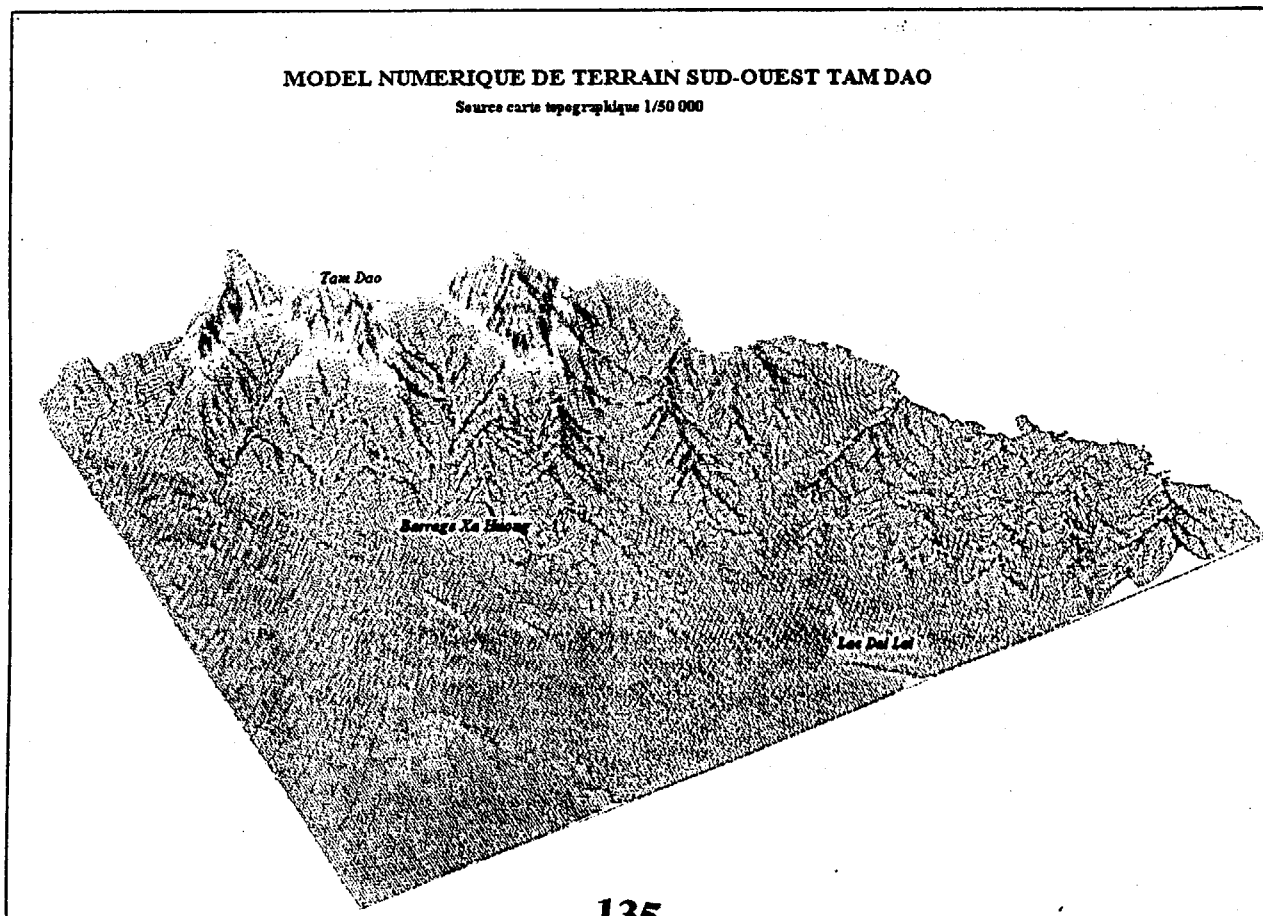 MODEL NUMERIQUE DE TERRAIN SUD-OUEST TAM DAO
Source carte topographique 1/50 000
Tam Dao
Barrage Xa Huong
Lac Dai Lai
135